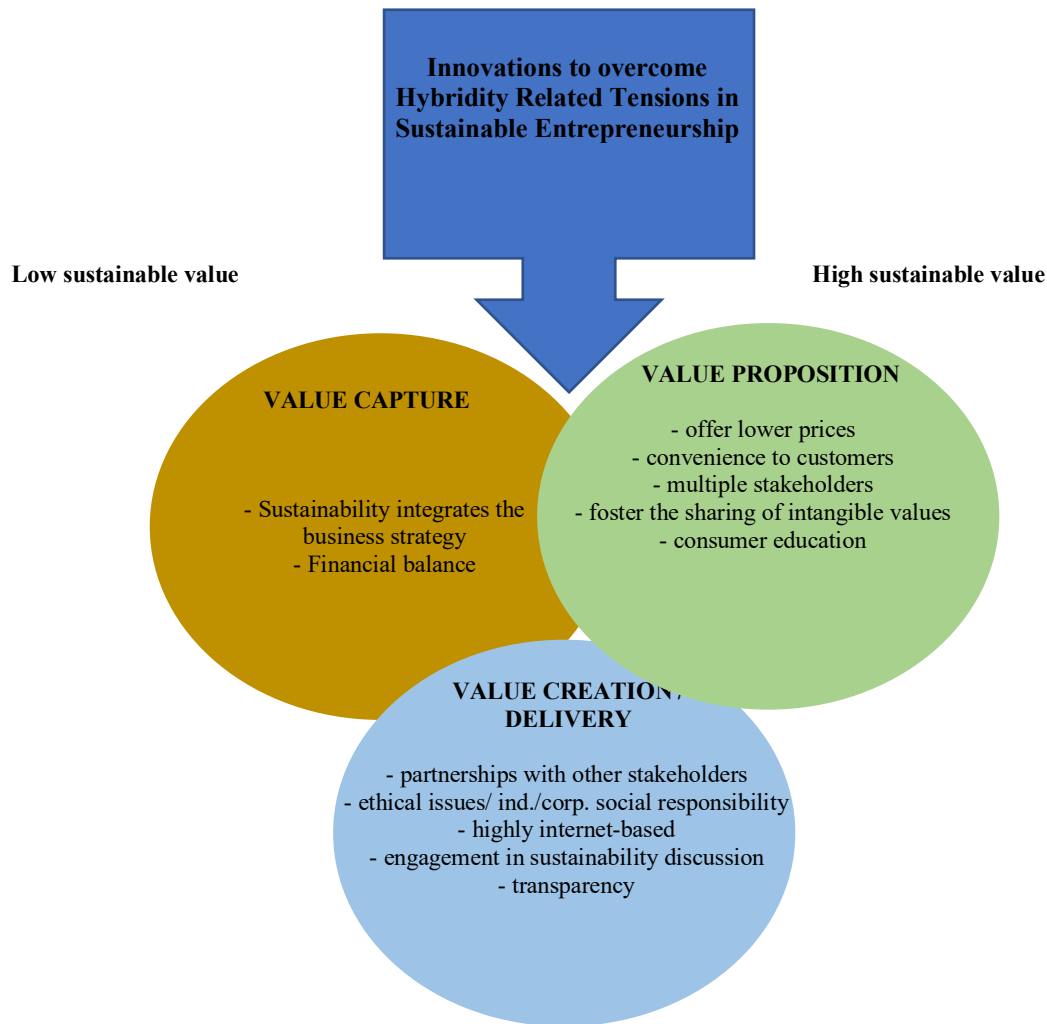 Innovations to overcome
Hybridity Related Tensions in
Sustainable Entrepreneurship
Low sustainable value
High sustainable value
VALUE CAPTURE
- Sustainability integrates the
business strategy
- Financial balance
VALUE PROPOSITION
- offer lower prices
- convenience to customers
- multiple stakeholders
- foster the sharing of intangible values
- consumer education
VALUE CREATION /
DELIVERY
- partnerships with other stakeholders
- ethical issues/ ind./corp. social responsibility
- highly internet-based
- engagement in sustainability discussion
- transparency